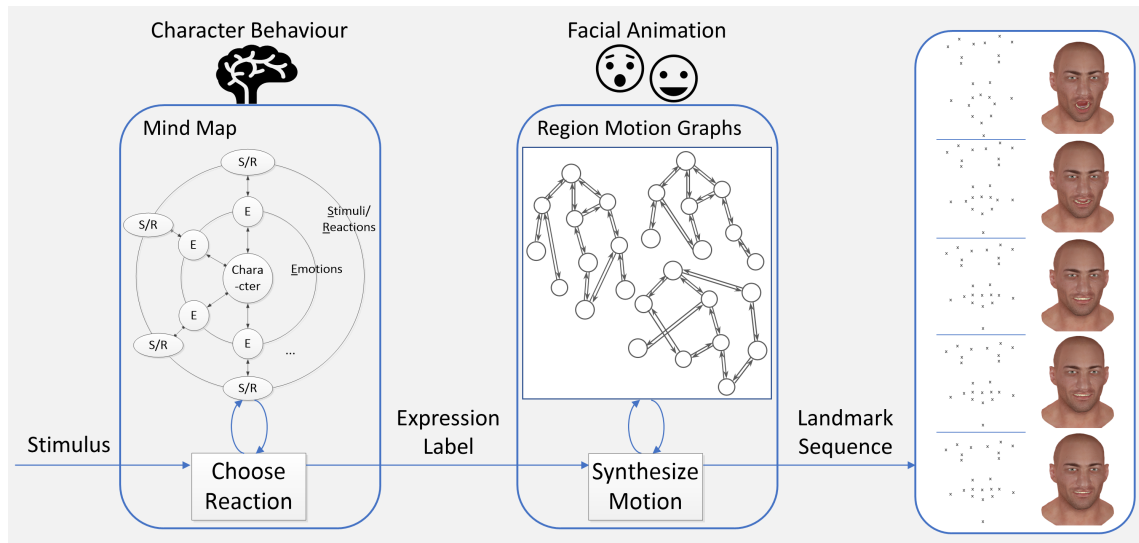 Character Behaviour
Facial Animation
Mind Map
S/R
E
Stimuli/
Reactions
S/R
E
Emotions
Chara
-cter
E
S/R
E
...
S/R
Region Motion Graphs
Stimulus
Choose
Reaction
Expression
Label
Synthesize
Motion
Landmark
Sequence